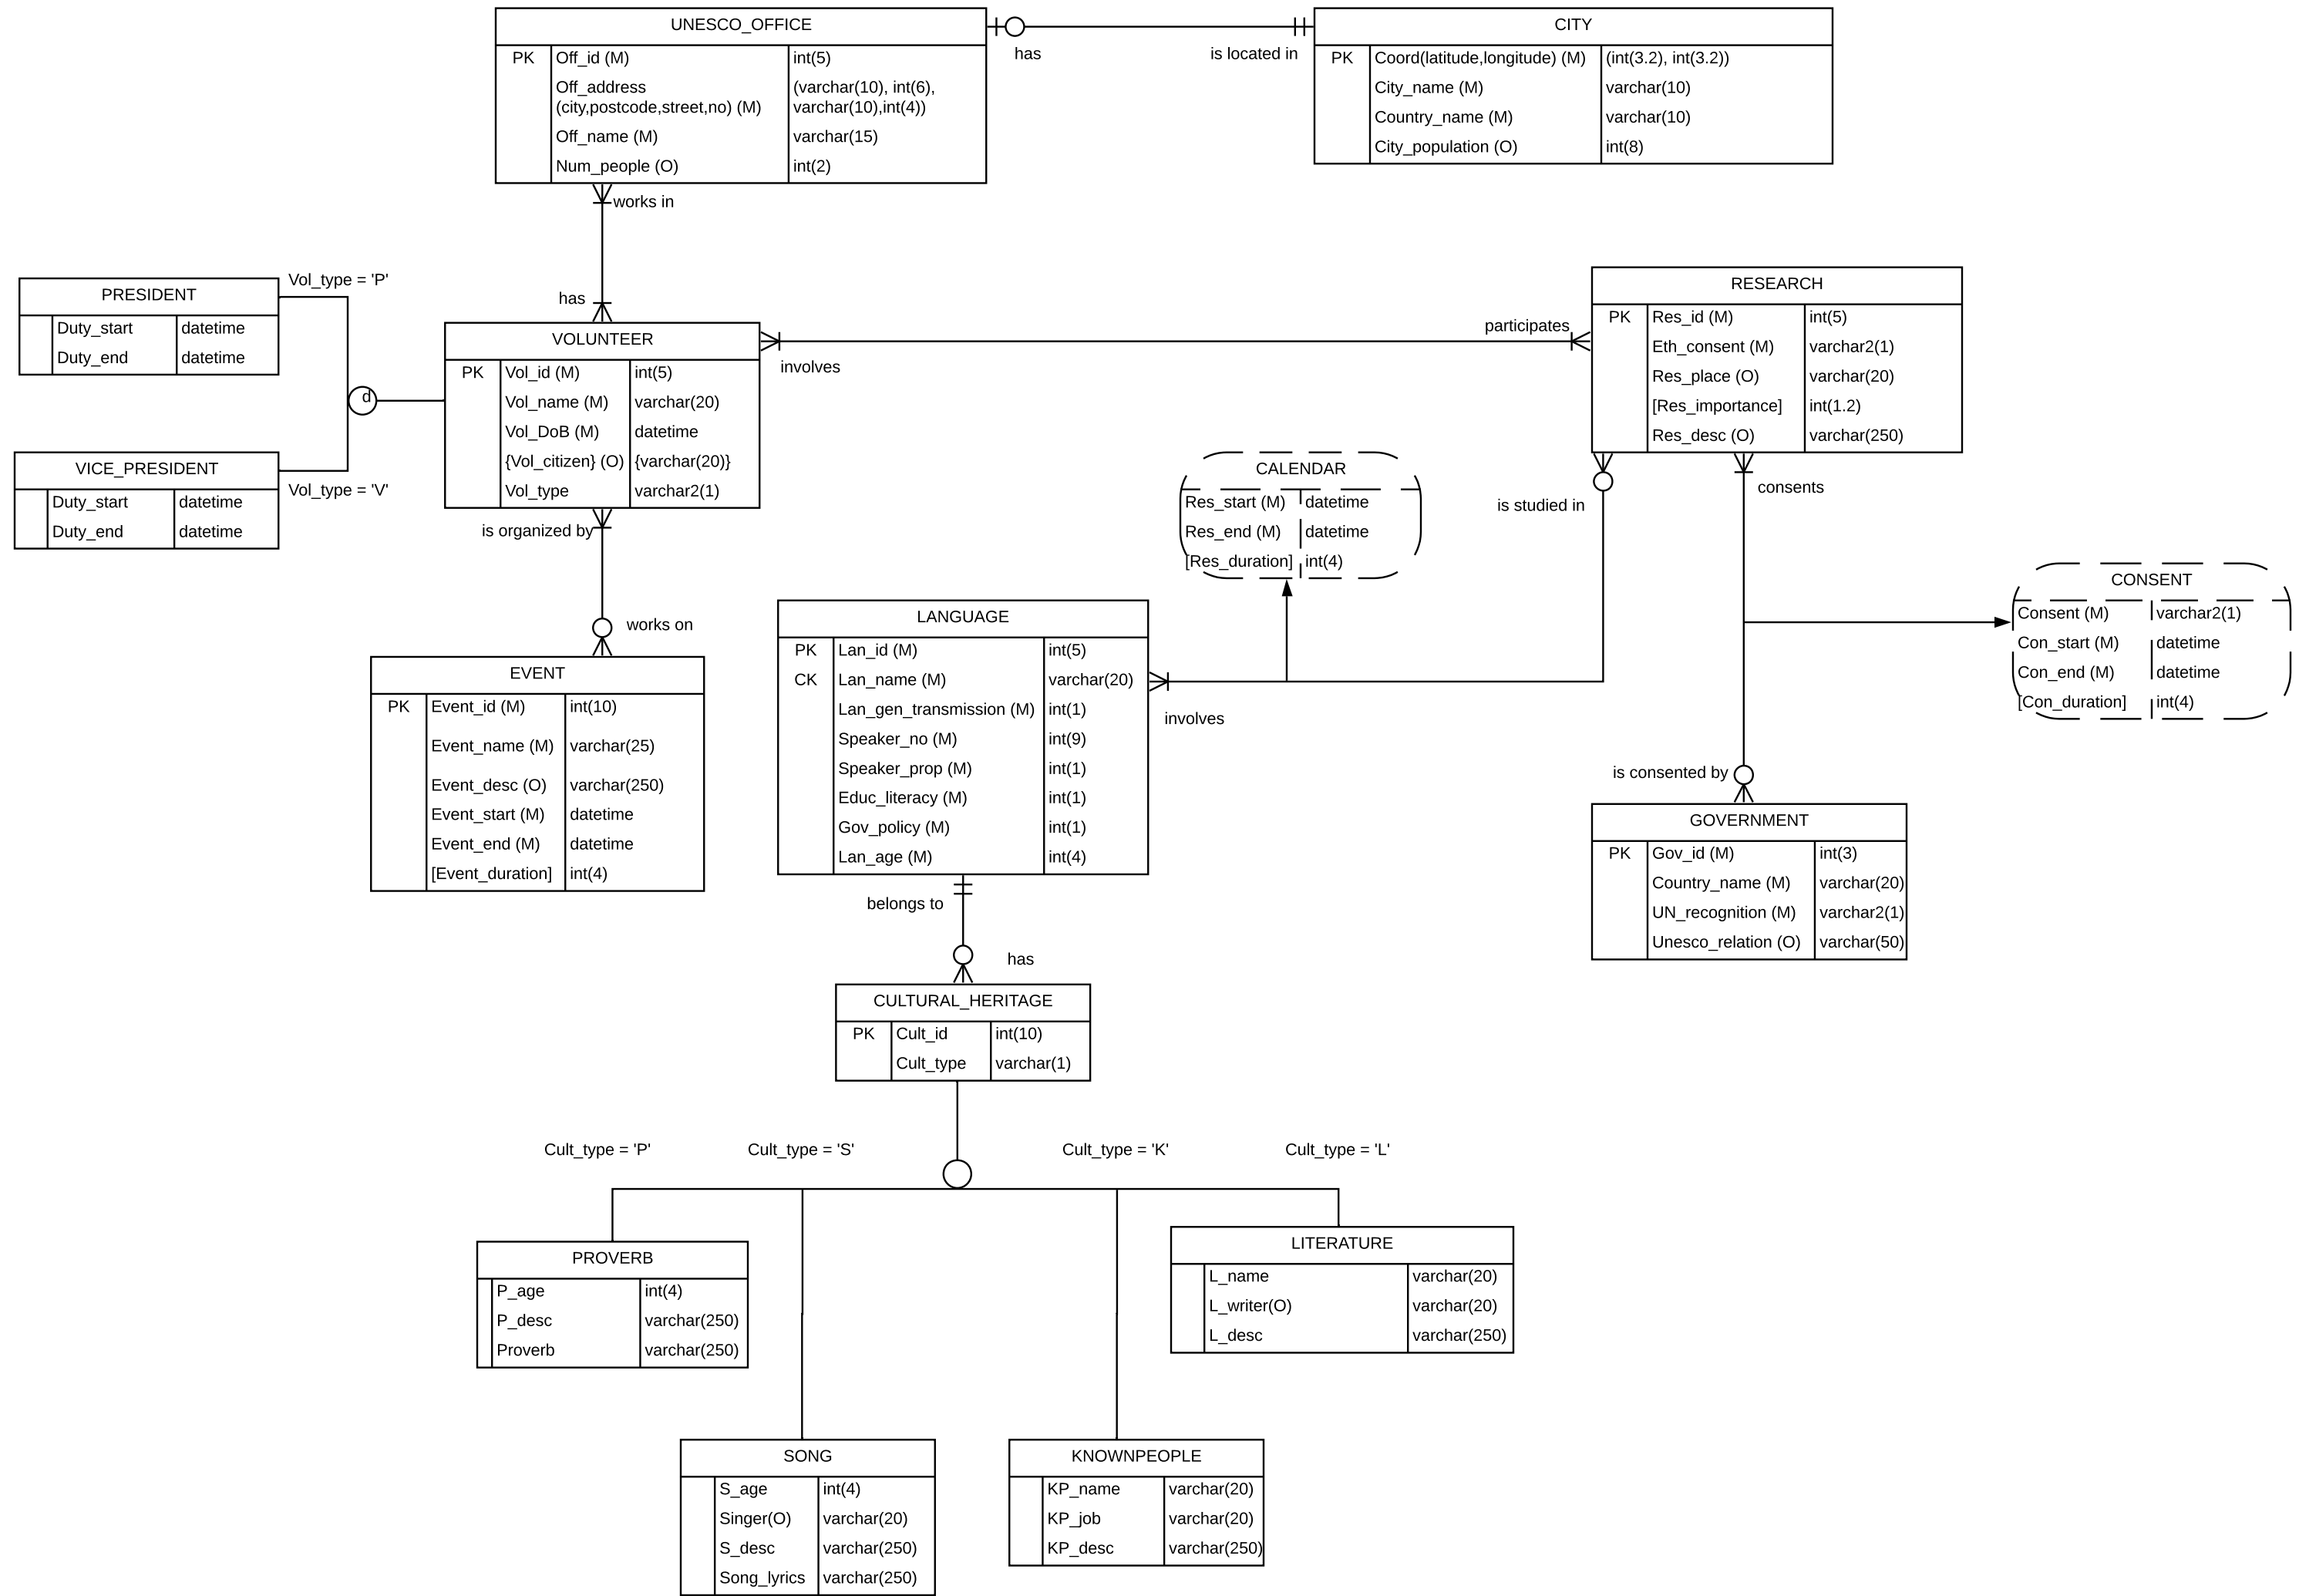 UNESCO_OFFICE
PK Off_id (M) int(5)
Off_address (varchar(10), int(6),
(city,postcode,street,no) (M) varchar(10),int(4))
Off_name (M) varchar(15)
Num_people (O) int(2)
has
is located in
CITY
PK Coord(latitude,longitude) (M) (int(3.2), int(3.2))
City_name (M) varchar(10)
Country_name (M) varchar(10)
City_population (O) int(8)
works in
has
PRESIDENT
Duty_start datetime
Duty_end datetime
Vol_type = 'P'
d
VICE_PRESIDENT
Duty_start datetime
Duty_end datetime
Vol_type = 'V'
VOLUNTEER
PK Vol_id (M) int(5)
Vol_name (M) varchar(20)
Vol_DoB (M) datetime
{Vol_citizen} (O) {varchar(20)}
Vol_type varchar2(1)
involves
participates
RESEARCH
PK Res_id (M) int(5)
Eth_consent (M) varchar2(1)
Res_place (O) varchar(20)
[Res_importance] int(1.2)
Res_desc (O) varchar(250)
is organized by
works on
EVENT
PK Event_id (M) int(10)
Event_name (M) varchar(25)
Event_desc (O) varchar(250)
Event_start (M) datetime
Event_end (M) datetime
[Event_duration] int(4)
CALENDAR
Res_start (M) datetime
Res_end (M) datetime
[Res_duration] int(4)
is studied in
consents
CONSENT
Consent (M) varchar2(1)
Con_start (M) datetime
Con_end (M) datetime
[Con_duration] int(4)
LANGUAGE
PK Lan_id (M) int(5)
CK Lan_name (M) varchar(20)
Lan_gen_transmission (M) int(1)
Speaker_no (M) int(9)
Speaker_prop (M) int(1)
Educ_literacy (M) int(1)
Gov_policy (M) int(1)
Lan_age (M) int(4)
involves
is consented by
GOVERNMENT
PK Gov_id (M) int(3)
Country_name (M) varchar(20)
UN_recognition (M) varchar2(1)
Unesco_relation (O) varchar(50)
belongs to
has
CULTURAL_HERITAGE
PK Cult_id int(10)
Cult_type varchar(1)
Cult_type = 'P'
Cult_type = 'S'
Cult_type = 'K'
Cult_type = 'L'
PROVERB
P_age int(4)
P_desc varchar(250)
Proverb varchar(250)
LITERATURE
L_name varchar(20)
L_writer(O) varchar(20)
L_desc varchar(250)
SONG
S_age int(4)
Singer(O) varchar(20)
S_desc varchar(250)
Song_lyrics varchar(250)
KNOWNPEOPLE
KP_name varchar(20)
KP_job varchar(20)
KP_desc varchar(250)